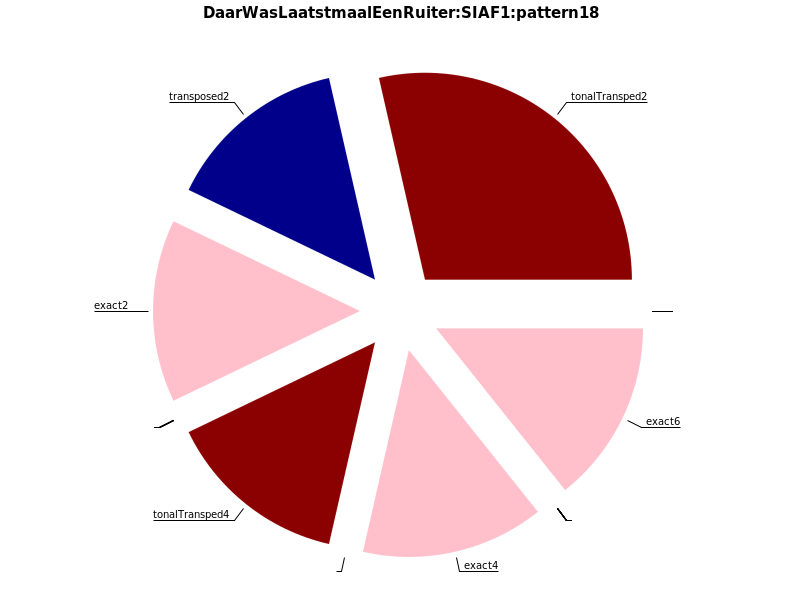 DaarWasLaatstmaalEenRuiter:SIAF1:pattern18
transposed2
tonalTransped2
exact2
exact6
tonalTransped4
exact4